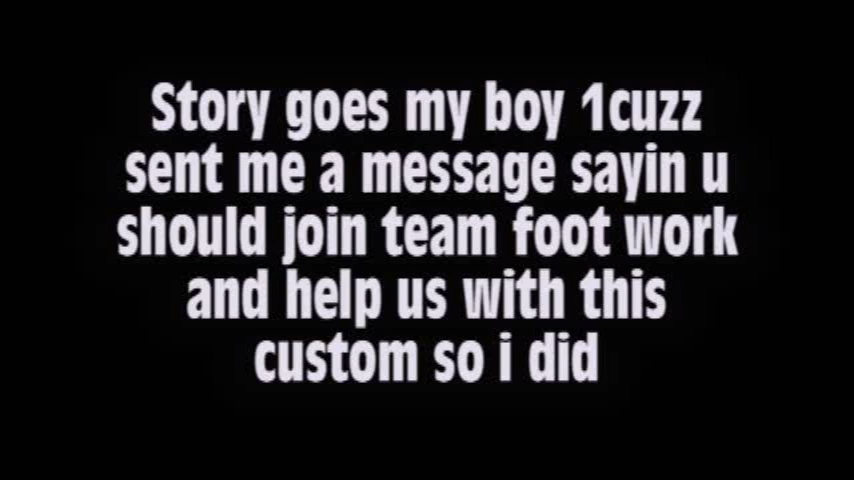 Story goes my boy 1cuzz
sent me a message sayin u
should join team foot work
and help us with this
custom so i did